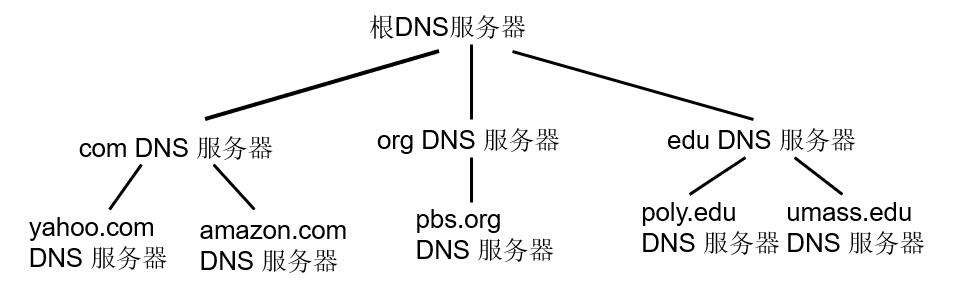 根DNS服务器
com DNS 服务器
org DNS 服务器
edu DNS 服务器
yahoo.com
DNS 服务器
amazon.com
DNS 服务器
pbs.org
DNS 服务器
poly.edu
DNS 服务器
umass.edu
DNS 服务器